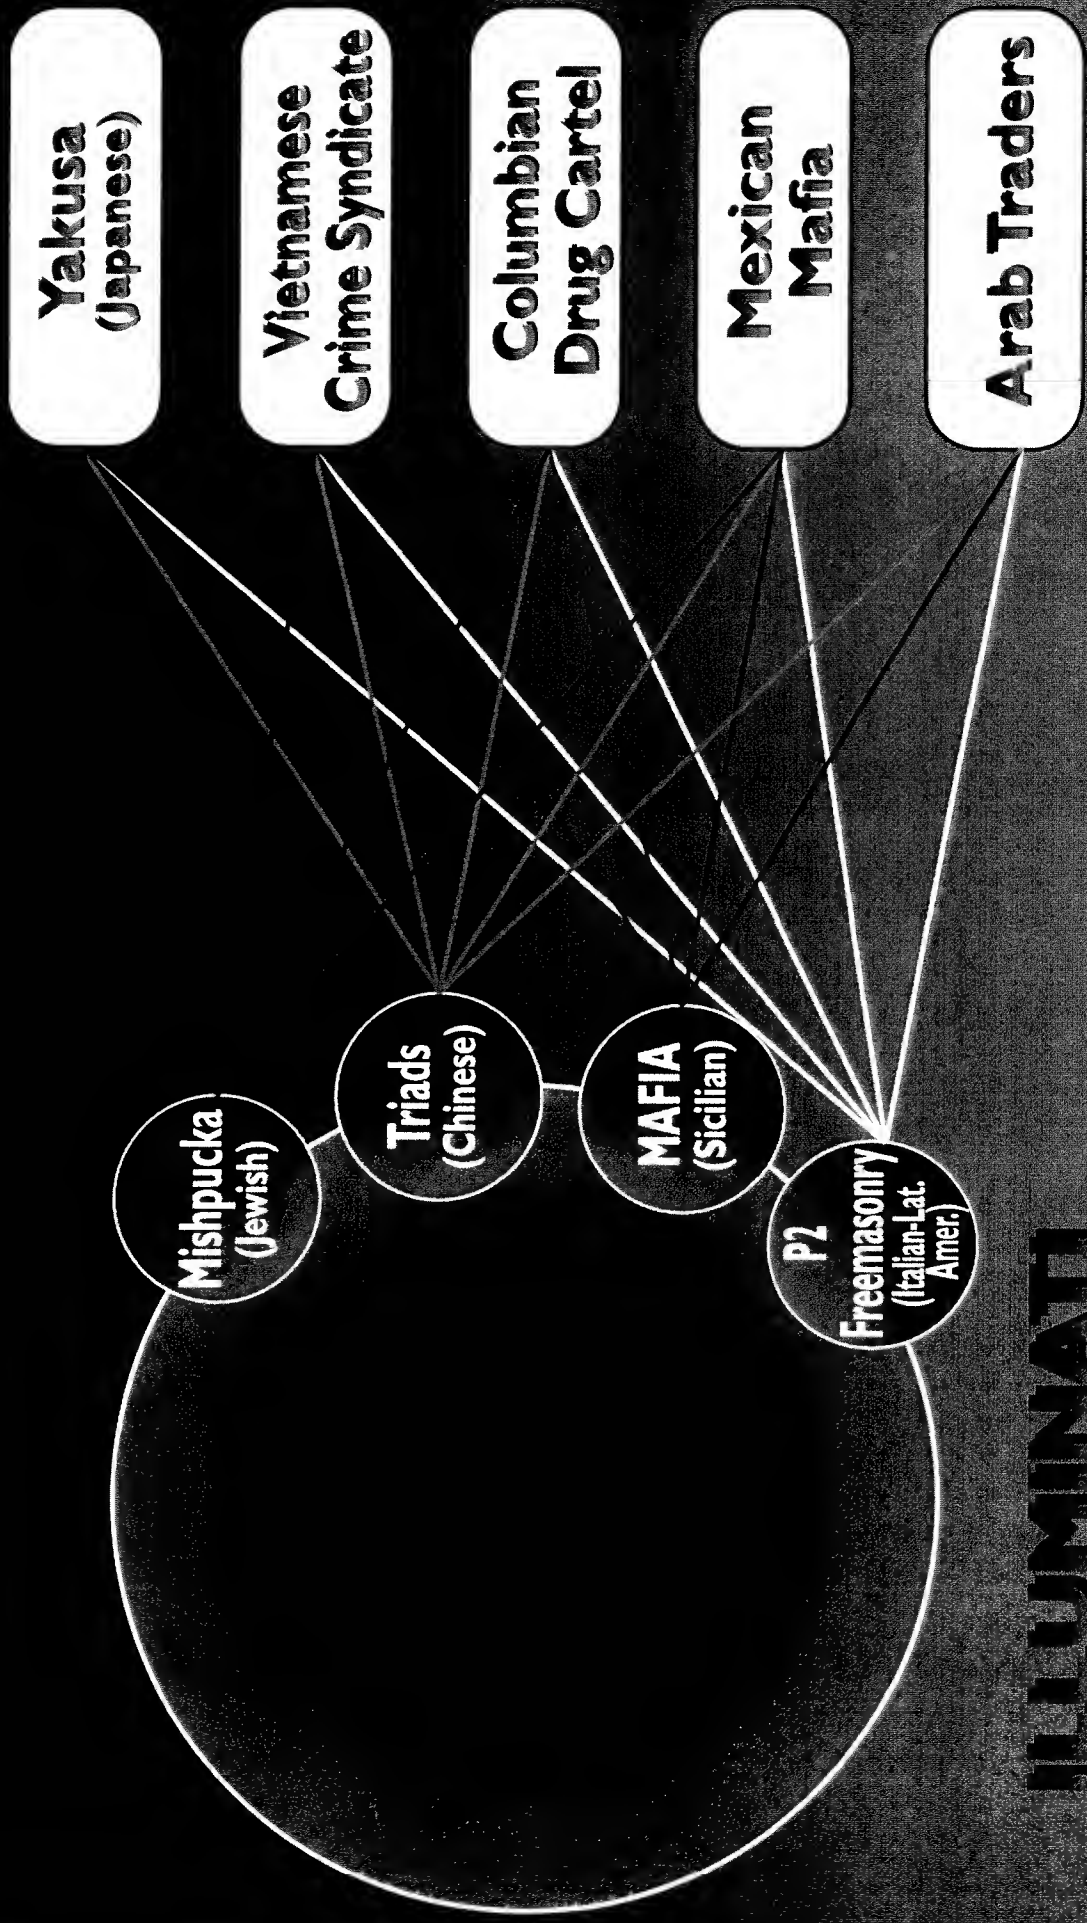 Yakusa
(Japanese)
Vietnamese
Crime Syndicate
Columbian
Drug Cartel
Mexican
Mafia
Arab Traders
Mishpucka
(Jewish)
Triads
(Chinese)
MAFIA
(Sicilian)
P2
Freemasonry
(Italian-Lat.
Amer.)
ILLUMINATI